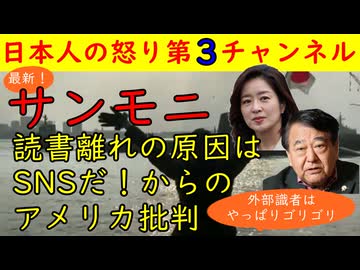 日本人の怒り第3チャンネル
最新！
サンモニ
読書離れの原因は
SNSだ！からの
アメリカ批判
外部識者は
やっぱりゴリゴリ